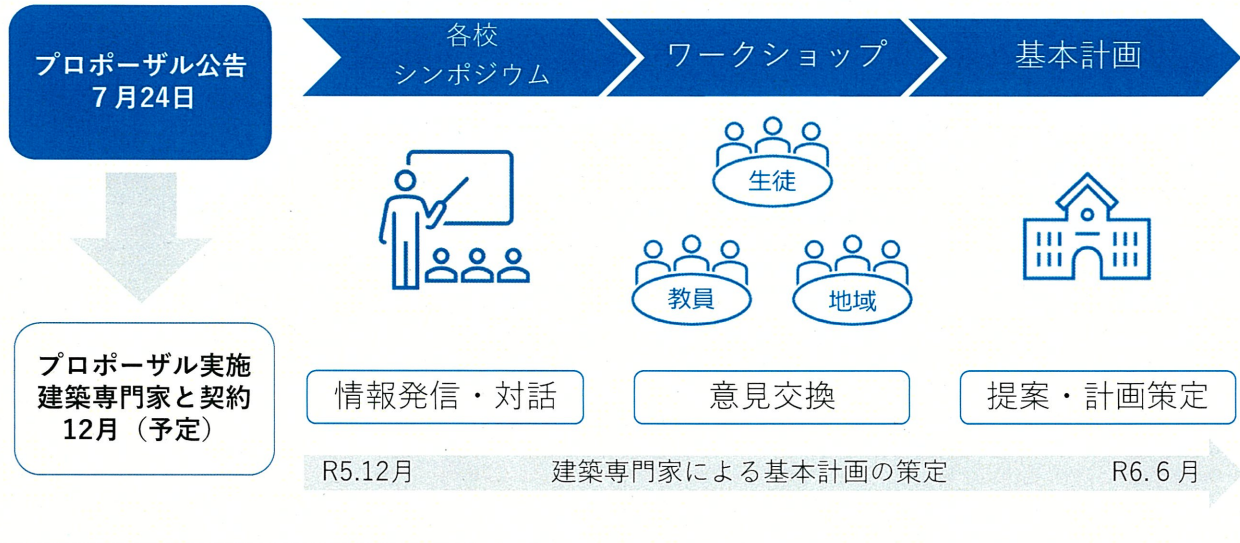 プロポーザル公告
7月24日
プロポーザル実施
建築専門家と契約
12月（予定）
各校
シンポジウム
ワークショップ
基本計画
生徒
教員
地域
情報発信・対話
意見交換
提案・計画策定
R5.12月
建築専門家による基本計画の策定
R6.６月